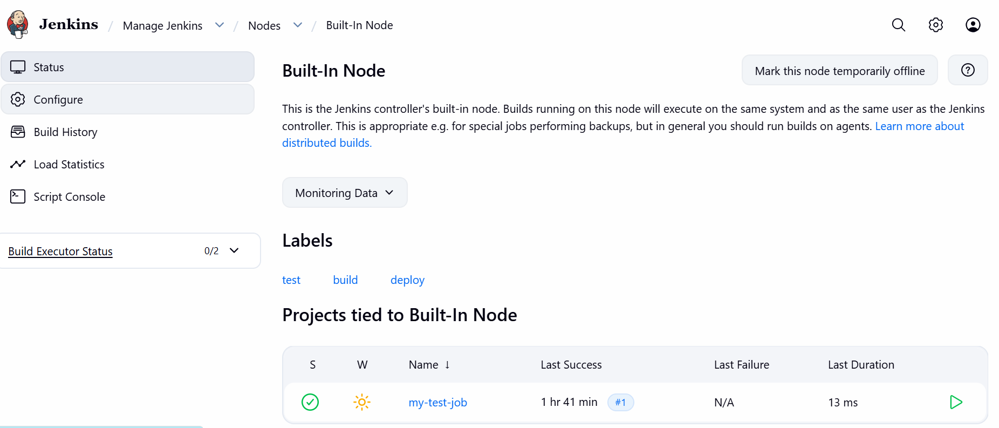 Jenkins / Manage Jenkins / Nodes / Built-In Node
Status
Configure
Build History
Load Statistics
Script Console
Build Executor Status 0/2
Built-In Node
Mark this node temporarily offline
This is the Jenkins controller's built-in node. Builds running on this node will execute on the same system and as the same user as the Jenkins
controller. This is appropriate e.g. for special jobs performing backups, but in general you should run builds on agents. Learn more about
distributed builds.
Monitoring Data
Labels
test build deploy
Projects tied to Built-In Node
S W Name ↓ Last Success Last Failure Last Duration
my-test-job 1 hr 41 min #1 N/A 13 ms